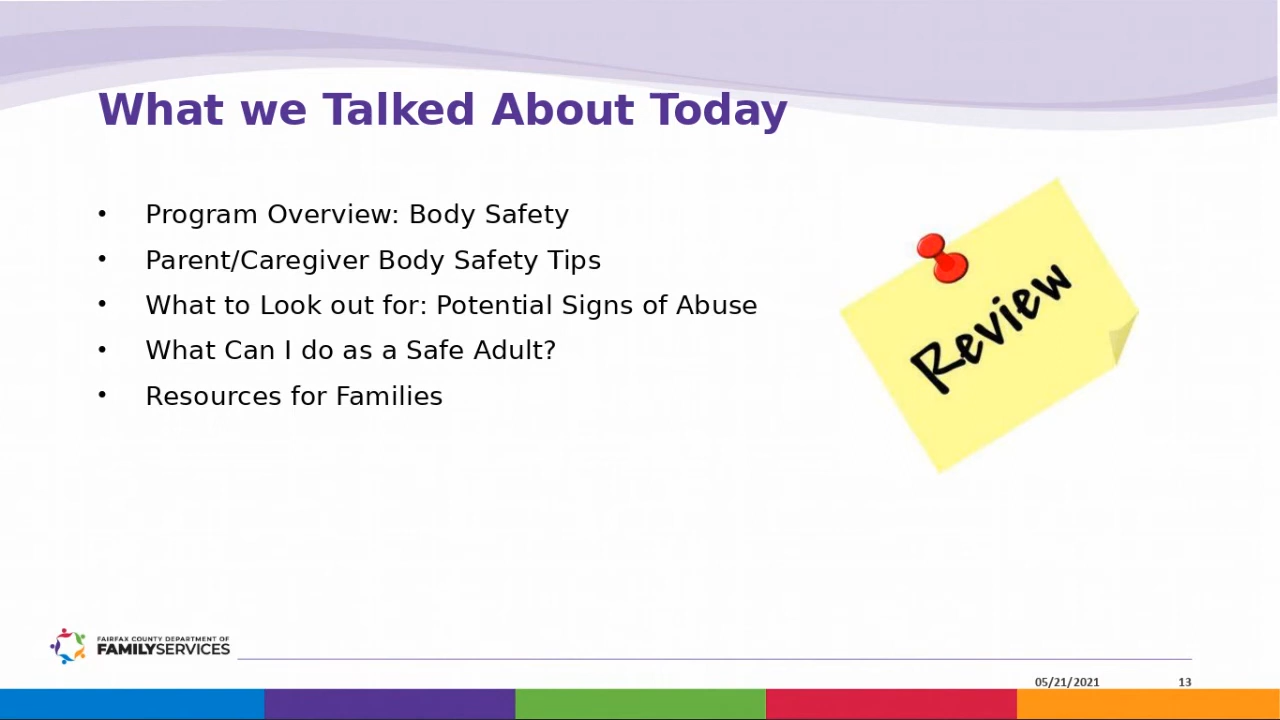 What we Talked About Today
• Program Overview: Body Safety
• Parent/Caregiver Body Safety Tips
• What to Look out for: Potential Signs of Abuse
• What Can I do as a Safe Adult?
• Resources for Families
Review
FAIRFAX COUNTY DEPARTMENT OF
FAMILYSERVICES
05/21/2021 13